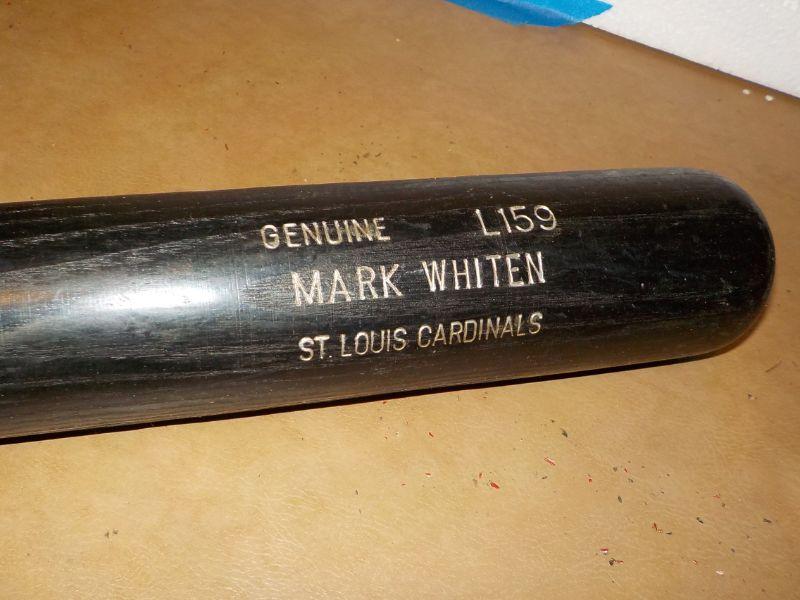 GENUINE L159
MARK WHITEN
ST. LOUIS CARDINALS